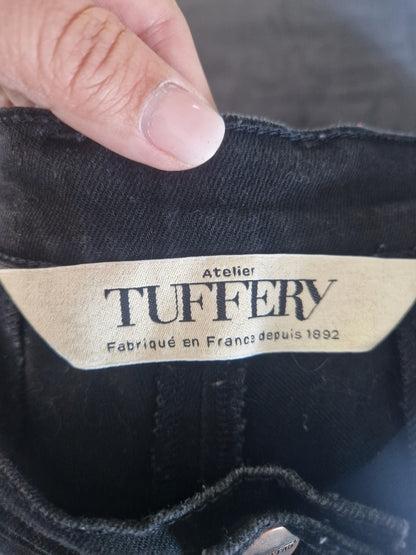 Atelier
TUFFERY
Fabriqué en France depuis 1892